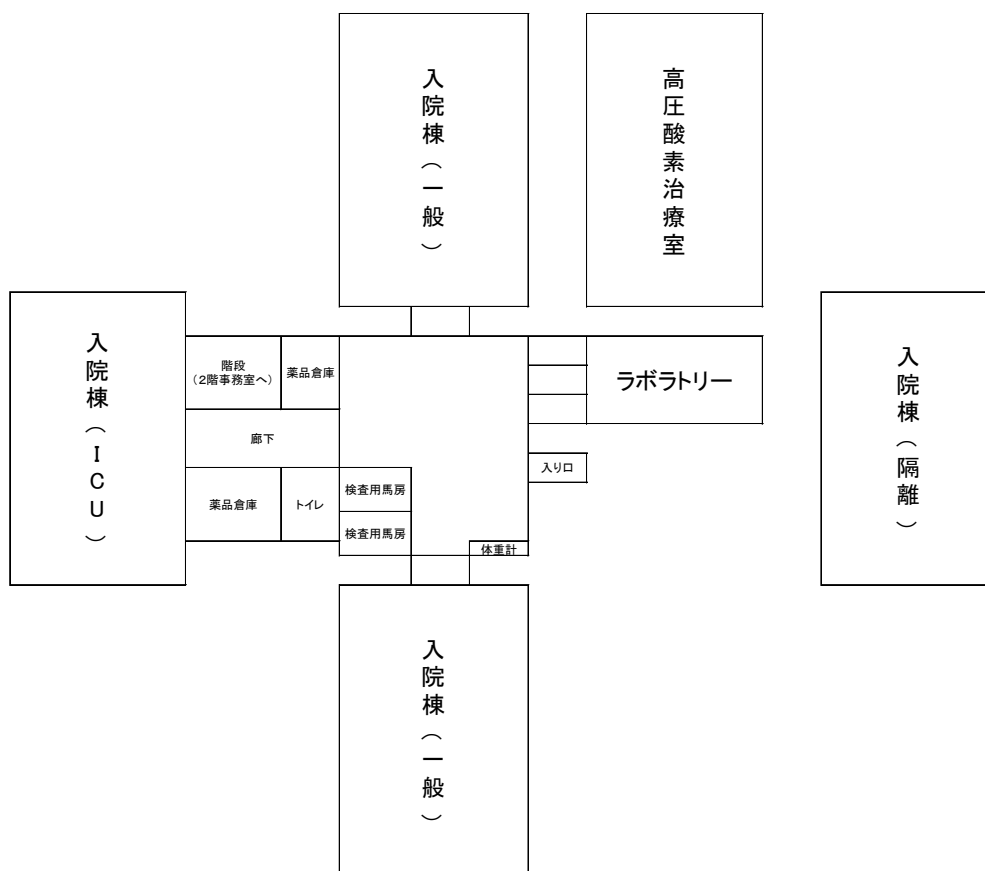 入院棟（一般）
高圧酸素治療室
入院棟（ICU）
階段
（2階事務室へ）
薬品倉庫
ラボラトリー
入院棟（隔離）
廊下
入り口
薬品倉庫
トイレ
検査用馬房
検査用馬房
体重計
入院棟（一般）